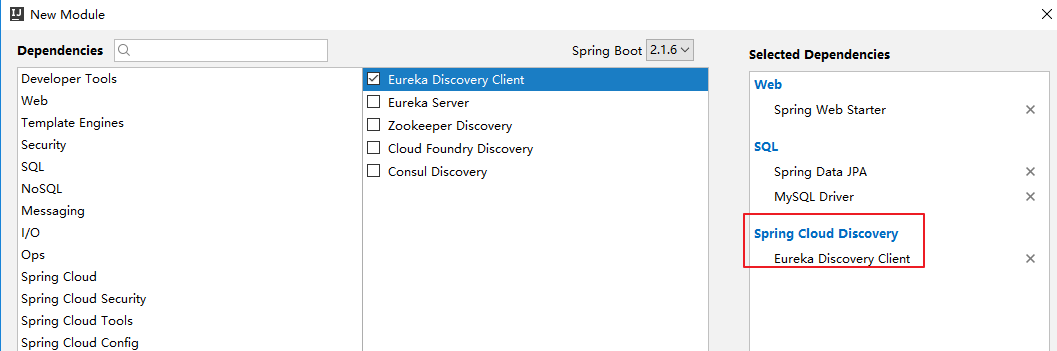 New Module
Dependencies
Spring Boot 2.1.6
Developer Tools
Web
Template Engines
Security
SQL
NoSQL
Messaging
I/O
Ops
Spring Cloud
Spring Cloud Security
Spring Cloud Tools
Spring Cloud Config
Eureka Discovery Client
Eureka Server
Zookeeper Discovery
Cloud Foundry Discovery
Consul Discovery
Selected Dependencies
Web
Spring Web Starter
SQL
Spring Data JPA
MySQL Driver
Spring Cloud Discovery
Eureka Discovery Client